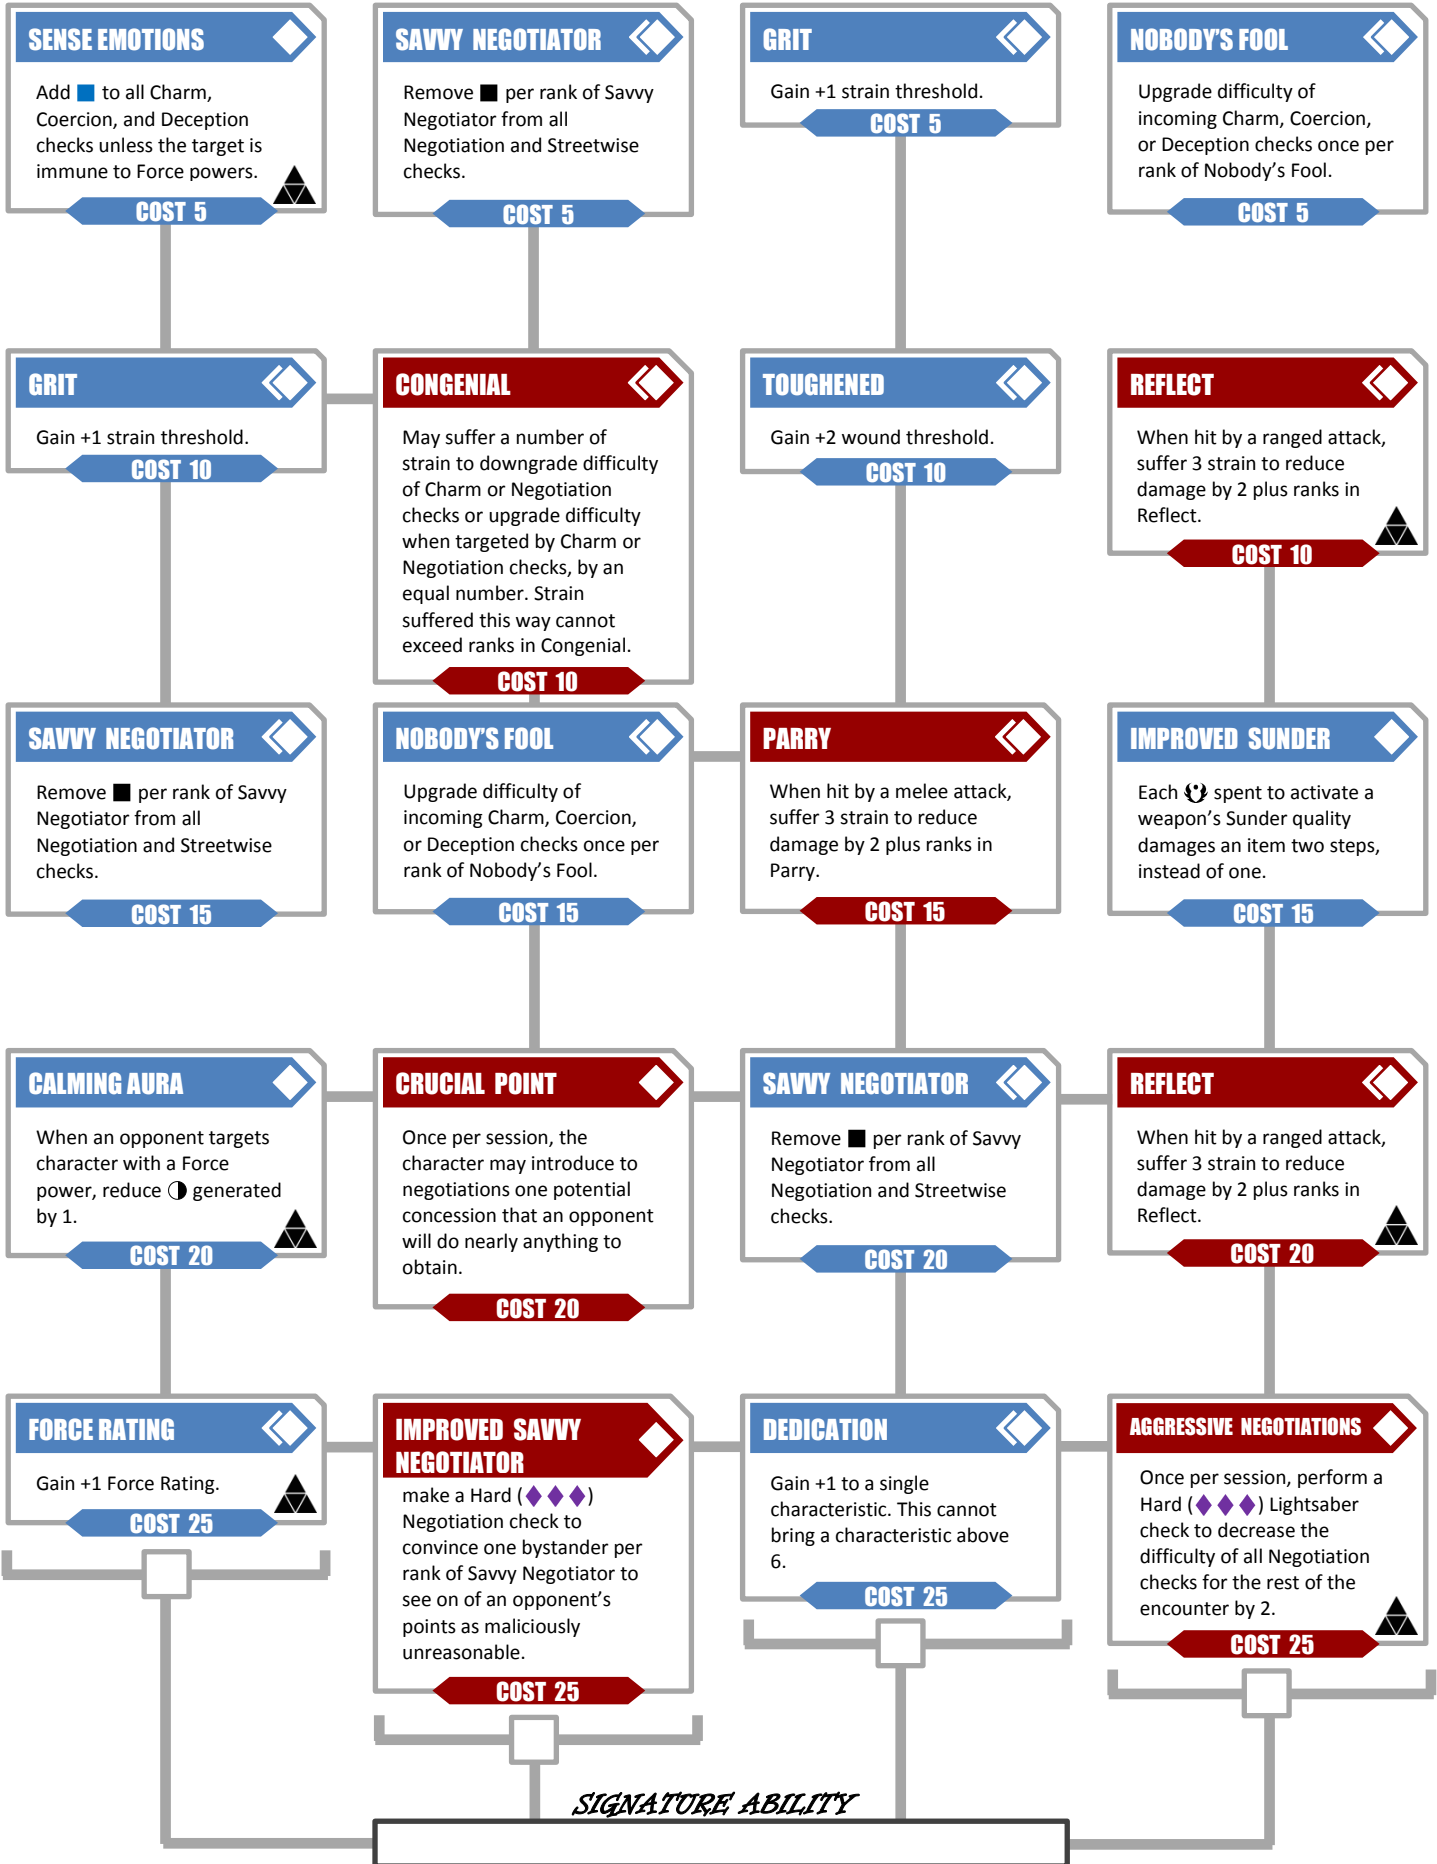 SENSE EMOTIONS
Add to all Charm,
Coercion, and Deception
checks unless the target is
immune to Force powers.
COST 5
SAVVY NEGOTIATOR
Remove per rank of Savvy
Negotiator from all
Negotiation and Streetwise
checks.
COST 5
GRIT
Gain +1 strain threshold.
COST 5
NOBODY'S FOOL
Upgrade difficulty of
incoming Charm, Coercion,
or Deception checks once per
rank of Nobody's Fool.
COST 5
GRIT
Gain +1 strain threshold.
COST 10
CONGENIAL
May suffer a number of
strain to downgrade difficulty
of Charm or Negotiation
checks or upgrade difficulty
when targeted by Charm or
Negotiation checks, by an
equal number. Strain
suffered this way cannot
exceed ranks in Congenial.
COST 10
TOUGHENED
Gain +2 wound threshold.
COST 10
REFLECT
When hit by a ranged attack,
suffer 3 strain to reduce
damage by 2 plus ranks in
Reflect.
COST 10
SAVVY NEGOTIATOR
Remove per rank of Savvy
Negotiator from all
Negotiation and Streetwise
checks.
COST 15
NOBODY'S FOOL
Upgrade difficulty of
incoming Charm, Coercion,
or Deception checks once per
rank of Nobody's Fool.
COST 15
PARRY
When hit by a melee attack,
suffer 3 strain to reduce
damage by 2 plus ranks in
Parry.
COST 15
IMPROVED SUNDER
Each spent to activate a
weapon's Sunder quality
damages an item two steps,
instead of one.
COST 15
CALMING AURA
When an opponent targets
character with a Force
power, reduce generated
by 1.
COST 20
CRUCIAL POINT
Once per session, the
character may introduce to
negotiations one potential
concession that an opponent
will do nearly anything to
obtain.
COST 20
SAVVY NEGOTIATOR
Remove per rank of Savvy
Negotiator from all
Negotiation and Streetwise
checks.
COST 20
REFLECT
When hit by a ranged attack,
suffer 3 strain to reduce
damage by 2 plus ranks in
Reflect.
COST 20
FORCE RATING
Gain +1 Force Rating.
COST 25
IMPROVED SAVVY
NEGOTIATOR
make a Hard (♦♦♦)
Negotiation check to
convince one bystander per
rank of Savvy Negotiator to
see on of an opponent's
points as maliciously
unreasonable.
COST 25
DEDICATION
Gain +1 to a single
characteristic. This cannot
bring a characteristic above
6.
COST 25
AGGRESSIVE NEGOTIATIONS
Once per session, perform a
Hard (♦♦♦) Lightsaber
check to decrease the
difficulty of all Negotiation
checks for the rest of the
encounter by 2.
COST 25
SIGNATURE ABILITY